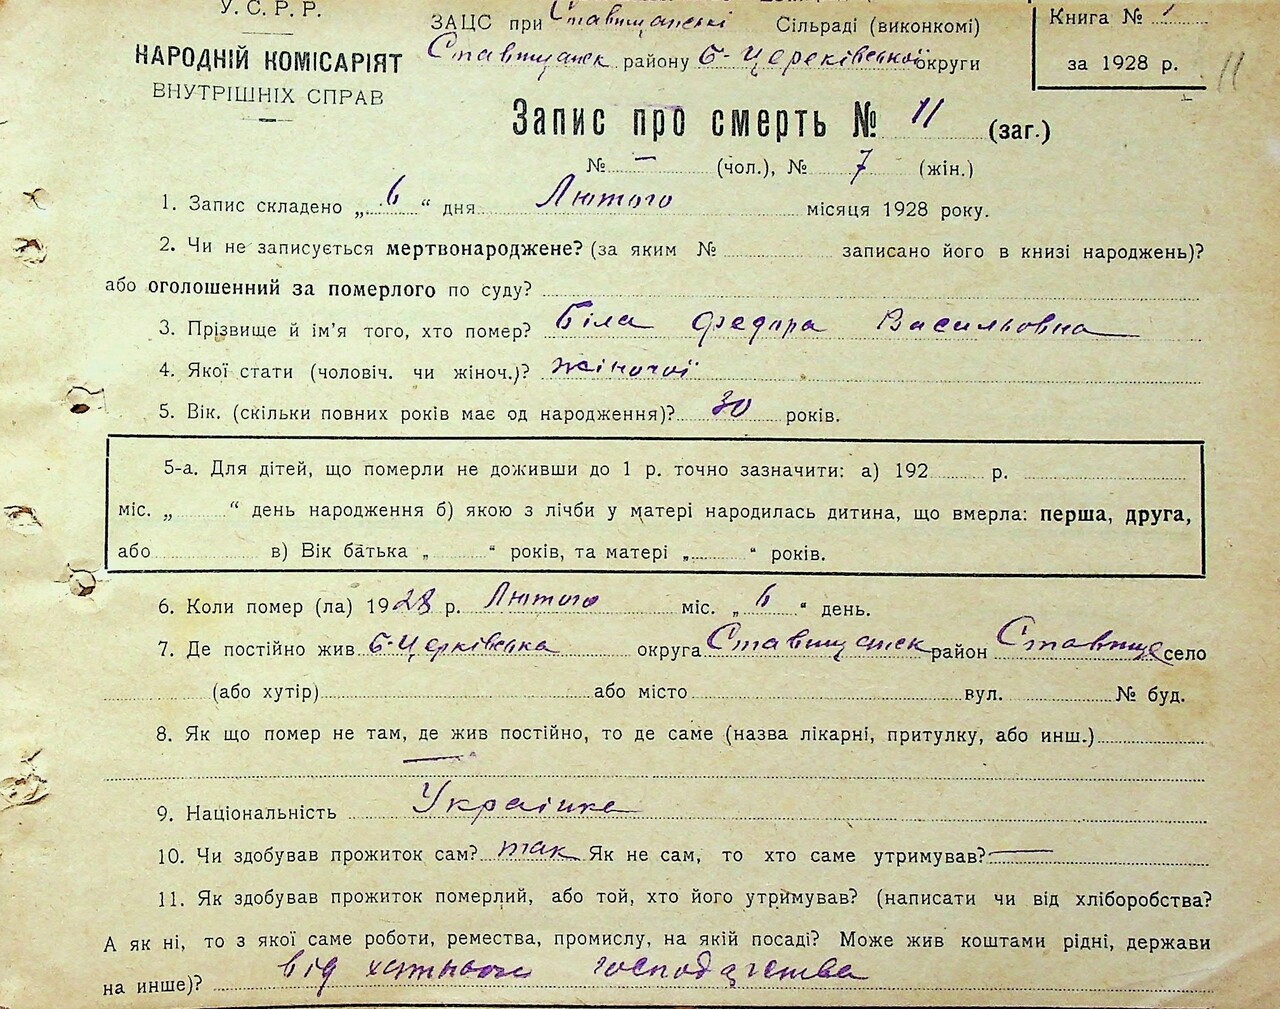 У. С. Р. Р.
НАРОДНІЙ КОМІСАРІЯТ
ВНУТРІШНІХ СПРАВ
ЗАЦС при Ставищанські Сільраді (виконкомі)
Ставищанск району Б-Церківської округи
Книга № 1
за 1928 р.
11
Запис про смерть № 11 (заг.)
№ — (чол.), № 7 (жін.)
1. Запис складено „ 6 “ дня Лютого місяця 1928 року.
2. Чи не записується мертвонароджене? (за яким № записано його в книзі народжень)?
або оголошенний за померлого по суду?
3. Прізвище й ім’я того, хто помер? Біла Федора Васильовна
4. Якої стати (чоловіч. чи жіноч.)? жіночої
5. Вік. (скільки повних років має од народження)? 30 років.
5-а. Для дітей, що померли не доживши до 1 р. точно зазначити: а) 192 р.
міс. „ “ день народження б) якою з лічби у матері народилась дитина, що вмерла: перша, друга,
або в) Вік батька „ “ років, та матері „ “ років.
6. Коли помер (ла) 1928 р. Лютого міс. „ 6 “ день.
7. Де постійно жив Б-Церківська округа Ставищанск район Ставище село
(або хутір) або місто вул. № буд.
8. Як що помер не там, де жив постійно, то де саме (назва лікарні, притулку, або инш.)
—
9. Національність Українка
10. Чи здобував прожиток сам? так Як не сам, то хто саме утримував? —
11. Як здобував прожиток померлий, або той, хто його утримував? (написати чи від хліборобства?
А як ні, то з якої саме роботи, ремества, промислу, на якій посаді? Може жив коштами рідні, держави
на инше)? від хатнього господарства